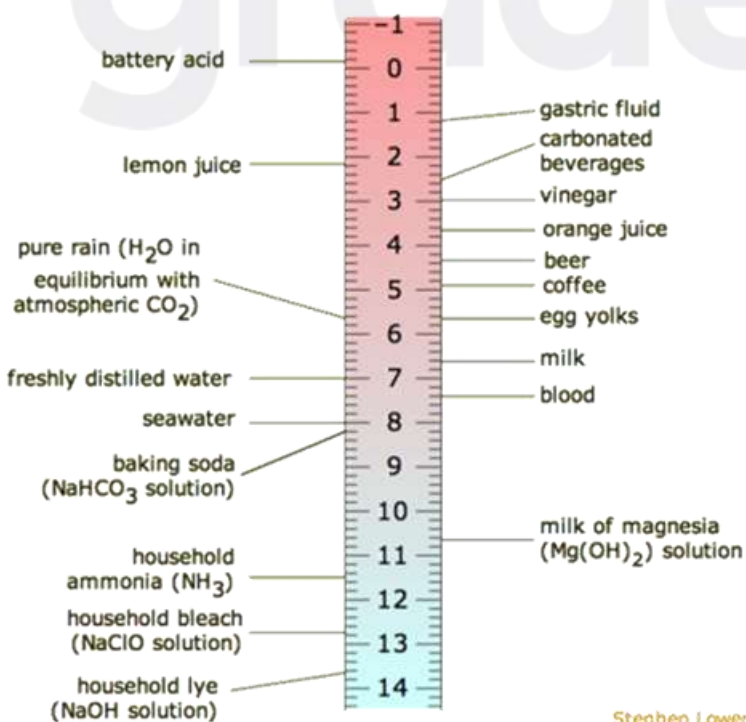 grade
battery acid
lemon juice
pure rain (H₂O in
equilibrium with
atmospheric CO₂)
freshly distilled water
seawater
baking soda
(NaHCO₃ solution)
household
ammonia (NH₃)
household bleach
(NaClO solution)
household lye
(NaOH solution)
-1
0
1
2
3
4
5
6
7
8
9
10
11
12
13
14
gastric fluid
carbonated
beverages
vinegar
orange juice
beer
coffee
egg yolks
milk
blood
milk of magnesia
(Mg(OH)₂) solution
Stephen Lower